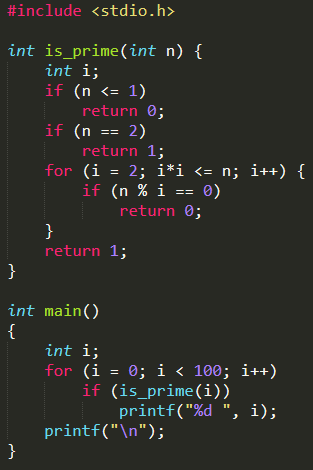 #include <stdio.h>

int is_prime(int n) {
    int i;
    if (n <= 1)
        return 0;
    if (n == 2)
        return 1;
    for (i = 2; i*i <= n; i++) {
        if (n % i == 0)
            return 0;
    }
    return 1;
}

int main()
{
    int i;
    for (i = 0; i < 100; i++)
        if (is_prime(i))
            printf("%d ", i);
    printf("\n");
}